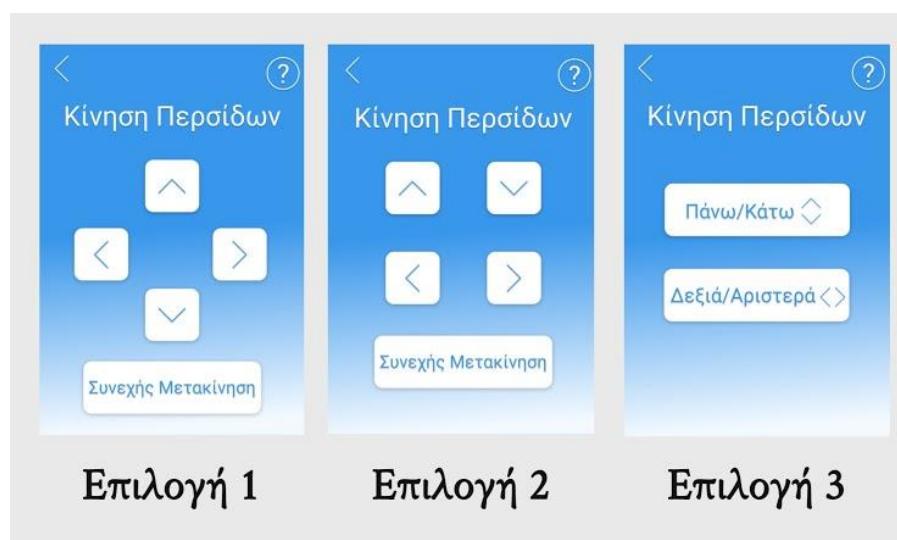 ?
Κίνηση Περσίδων
Συνεχής Μετακίνηση
Επιλογή 1
?
Κίνηση Περσίδων
Συνεχής Μετακίνηση
Επιλογή 2
?
Κίνηση Περσίδων
Πάνω/Κάτω
Δεξιά/Αριστερά
Επιλογή 3